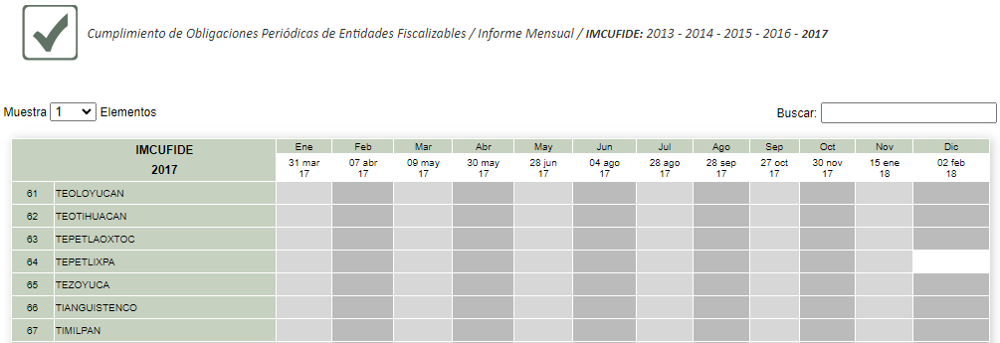 Cumplimiento de Obligaciones Periódicas de Entidades Fiscalizables / Informe Mensual / IMCUFIDE: 2013 - 2014 - 2015 - 2016 - 2017
Muestra 1 Elementos Buscar:
IMCUFIDE 2017 Ene Feb Mar Abr May Jun Jul Ago Sep Oct Nov Dic
31 mar 17 07 abr 17 09 may 17 30 may 17 28 jun 17 04 ago 17 28 ago 17 28 sep 17 27 oct 17 30 nov 17 15 ene 18 02 feb 18
61 TEOLOYUCAN
62 TEOTIHUACAN
63 TEPETLAOXTOC
64 TEPETLIXPA
65 TEZOYUCA
66 TIANGUISTENCO
67 TIMILPAN